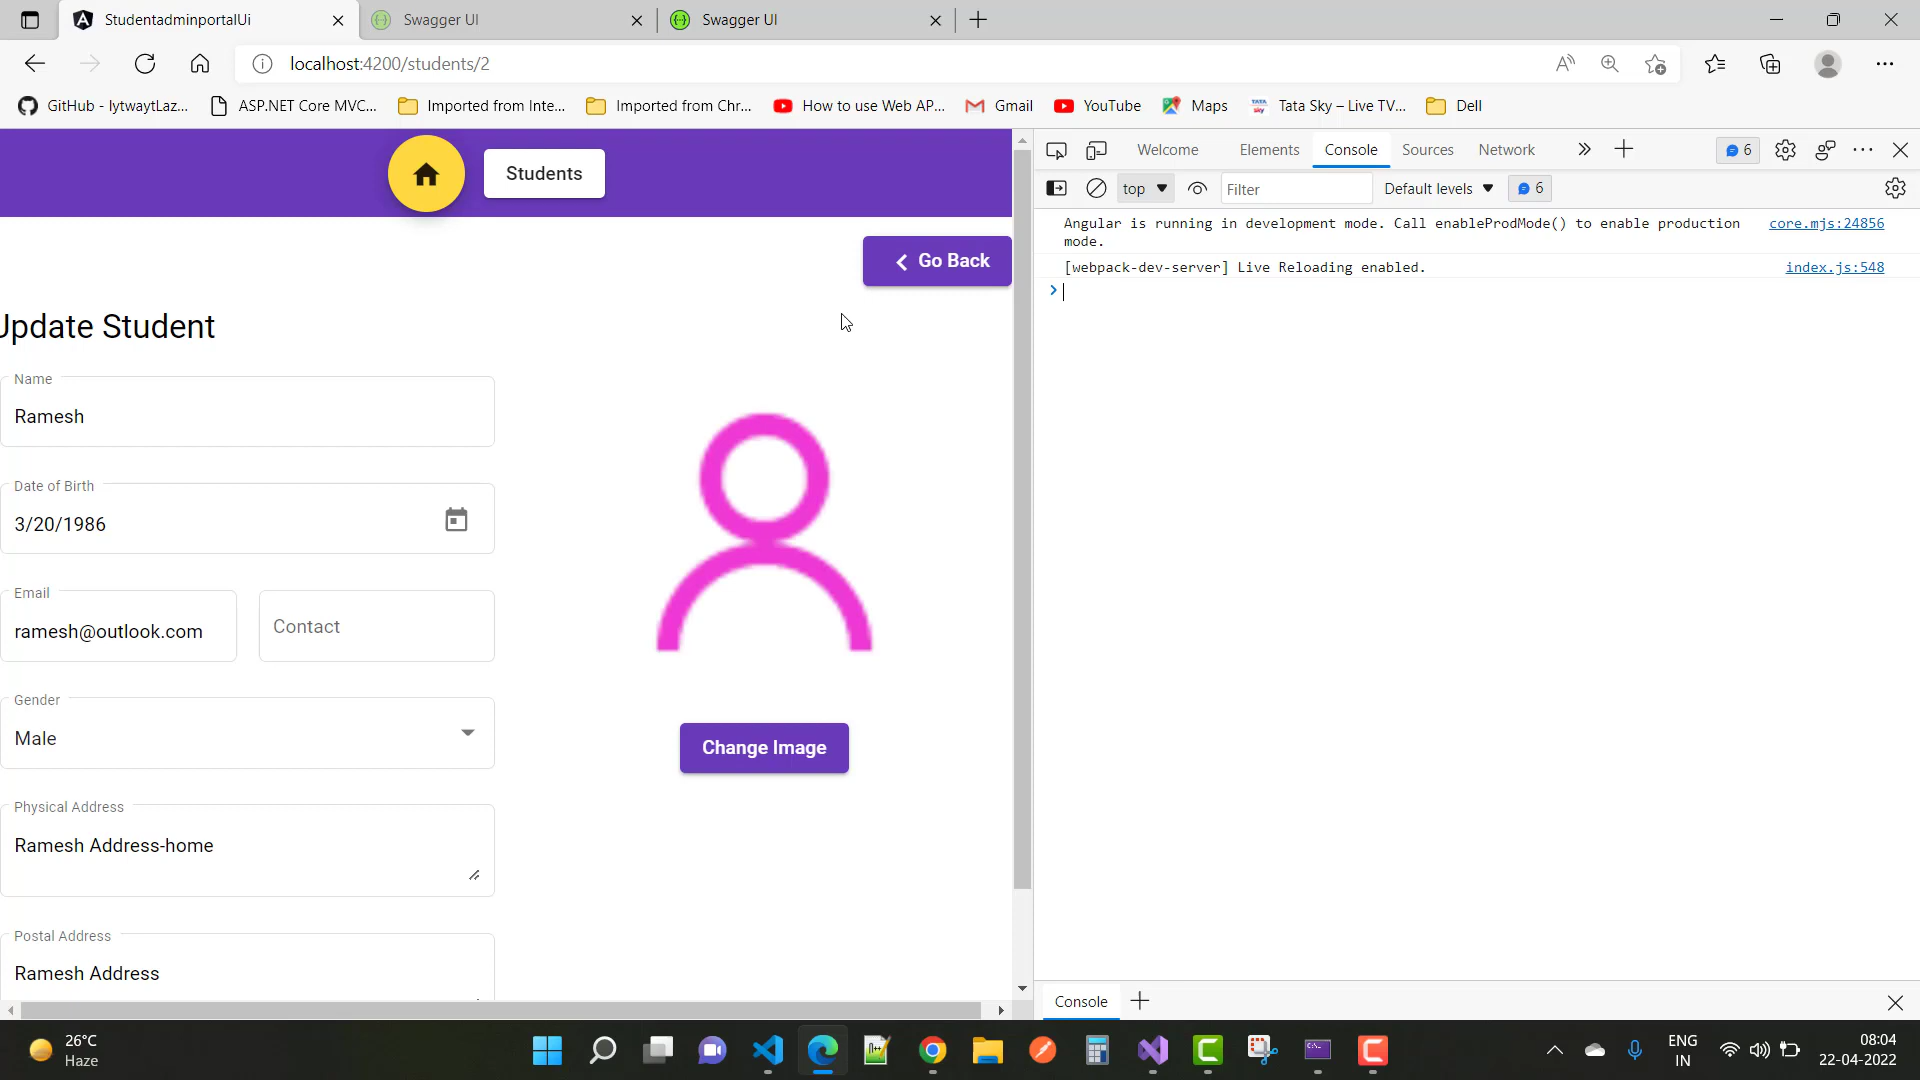 StudentadminportalUi
Swagger UI
Swagger UI
localhost:4200/students/2
GitHub - lytwaytLaz...
ASP.NET Core MVC...
Imported from Inte...
Imported from Chr...
How to use Web AP...
Gmail
YouTube
Maps
Tata Sky – Live TV...
Dell
Students
Go Back
Update Student
Name
Ramesh
Date of Birth
3/20/1986
Email
ramesh@outlook.com
Contact
Gender
Male
Physical Address
Ramesh Address-home
Postal Address
Ramesh Address
Change Image
Welcome
Elements
Console
Sources
Network
6
top
Filter
Default levels
6
Angular is running in development mode. Call enableProdMode() to enable production
mode.
core.mjs:24856
[webpack-dev-server] Live Reloading enabled.
index.js:548
Console
26°C
Haze
ENG
IN
08:04
22-04-2022